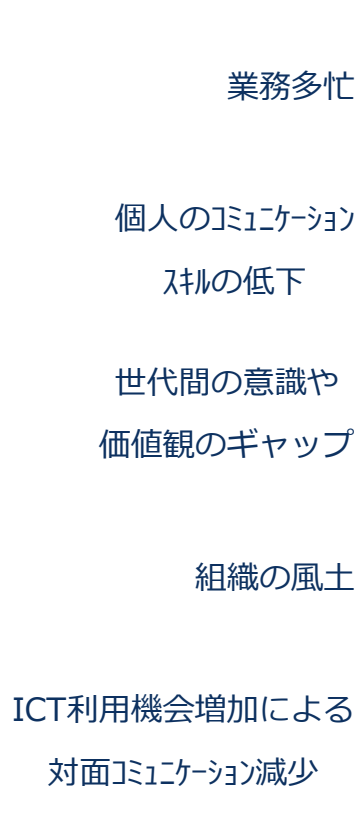 業務多忙
個人のｺﾐｭﾆｹｰｼｮﾝ
ｽｷﾙの低下
世代間の意識や
価値観のギャップ
組織の風土
ICT利用機会増加による
対面ｺﾐｭﾆｹｰｼｮﾝ減少